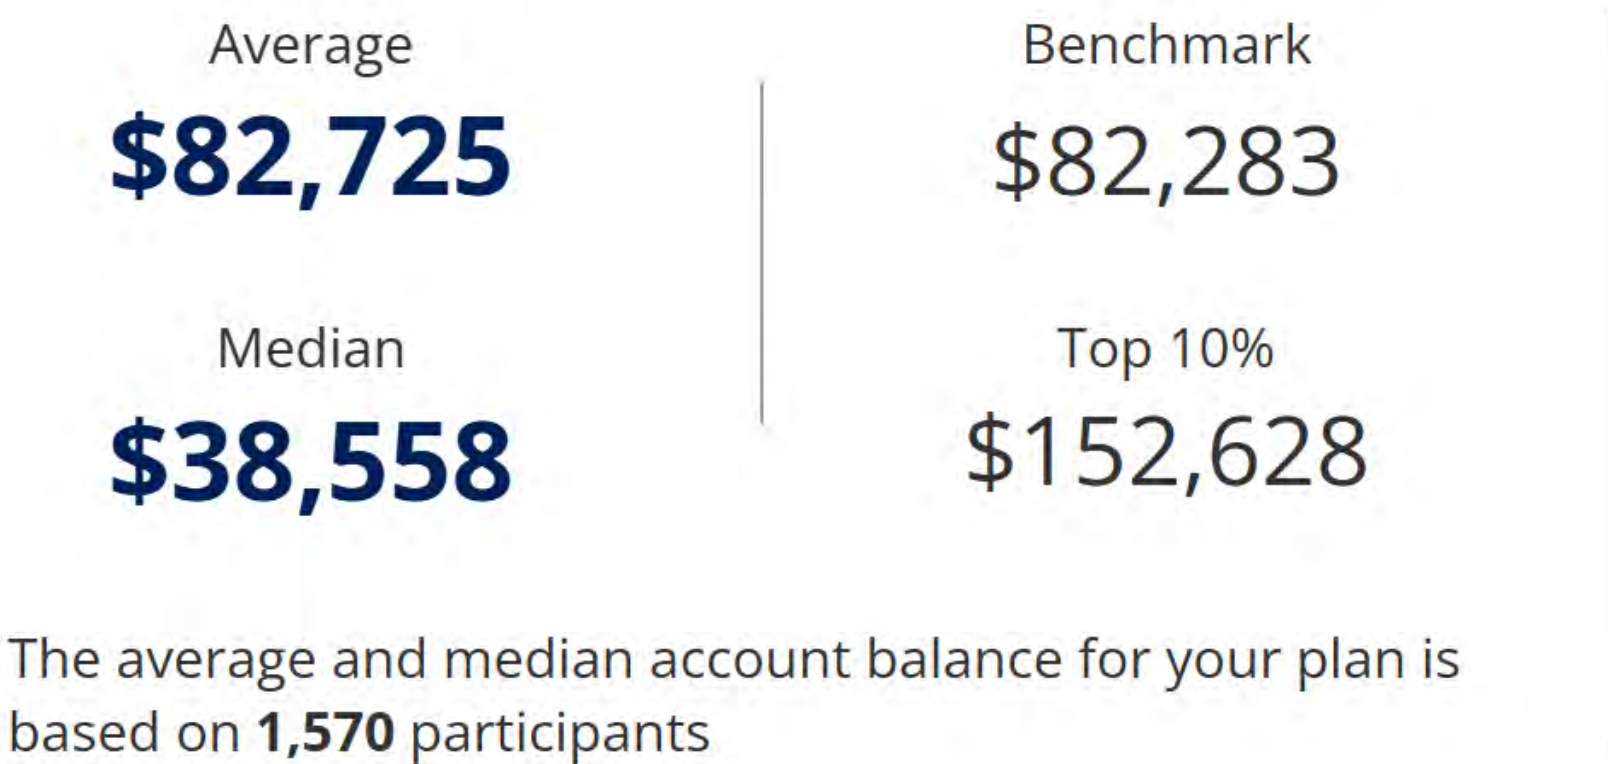 Average
$82,725
Benchmark
$82,283
Median
$38,558
Top 10%
$152,628
The average and median account balance for your plan is
based on 1,570 participants